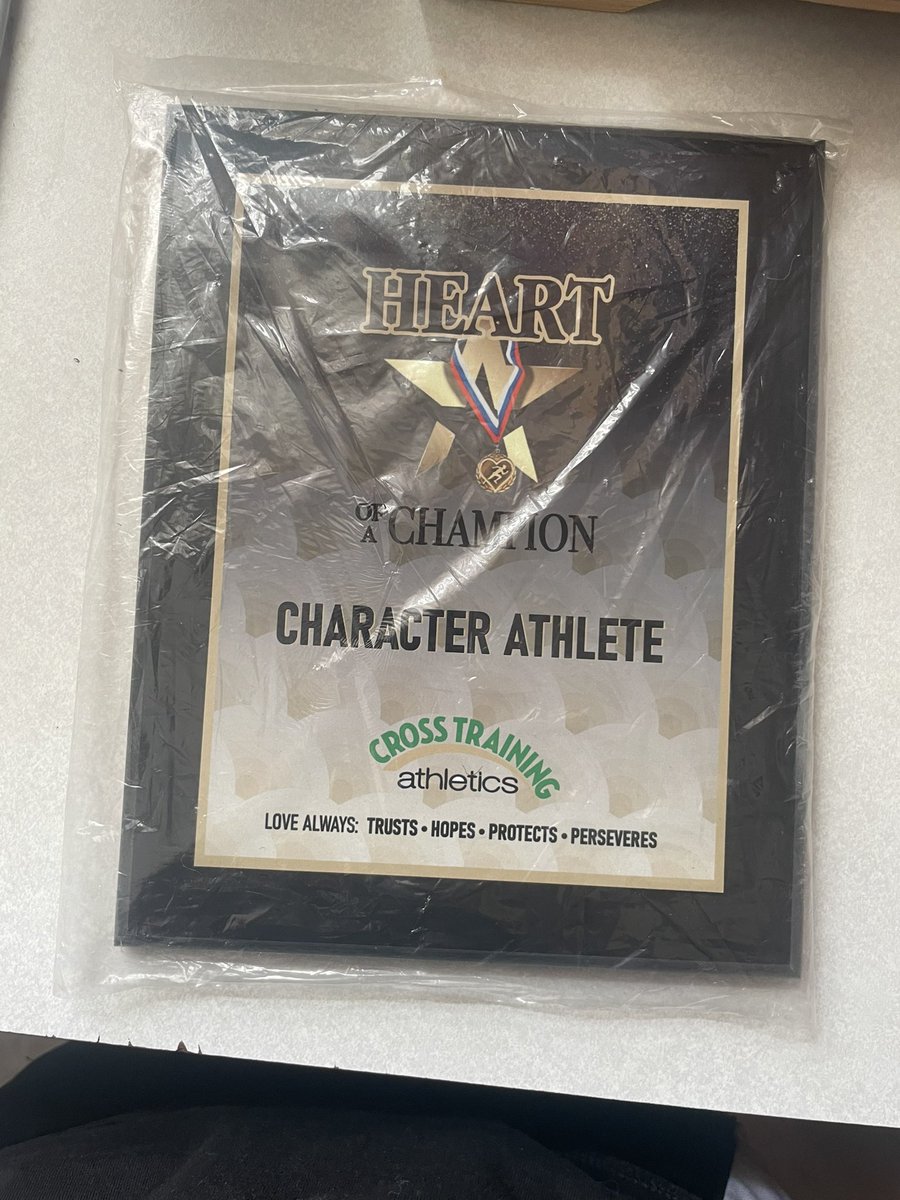 HEART
OF A CHAMPION
CHARACTER ATHLETE
CROSS TRAINING
athletics
LOVE ALWAYS: TRUSTS • HOPES • PROTECTS • PERSEVERES